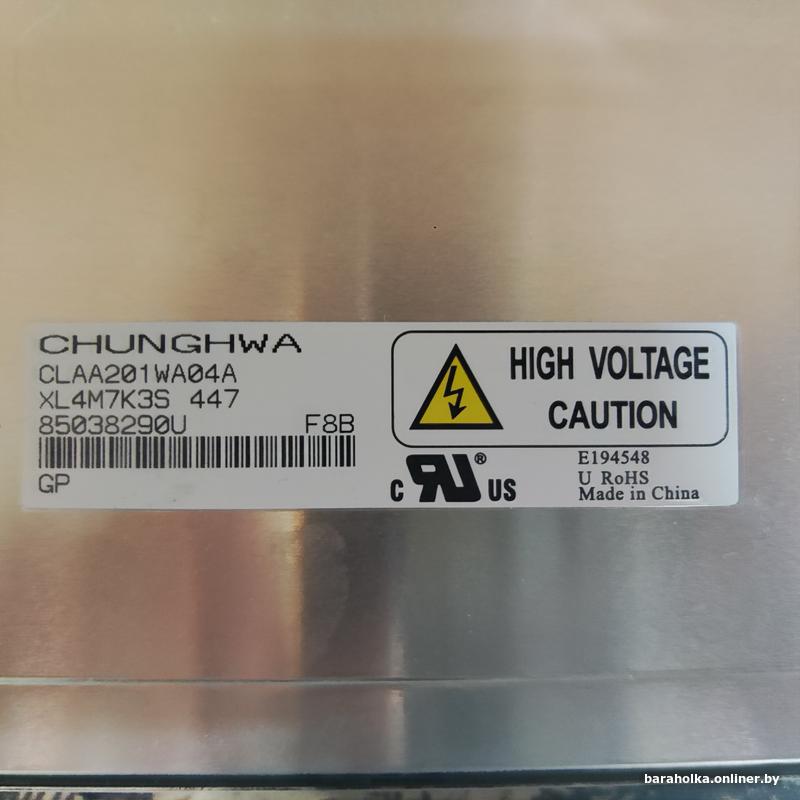 CHUNGHWA
CLAA201WA04A
XL4M7K3S 447
85038290U F8B
GP
HIGH VOLTAGE
CAUTION
c RU ® US
E194548
U RoHS
Made in China
baraholka.onliner.by